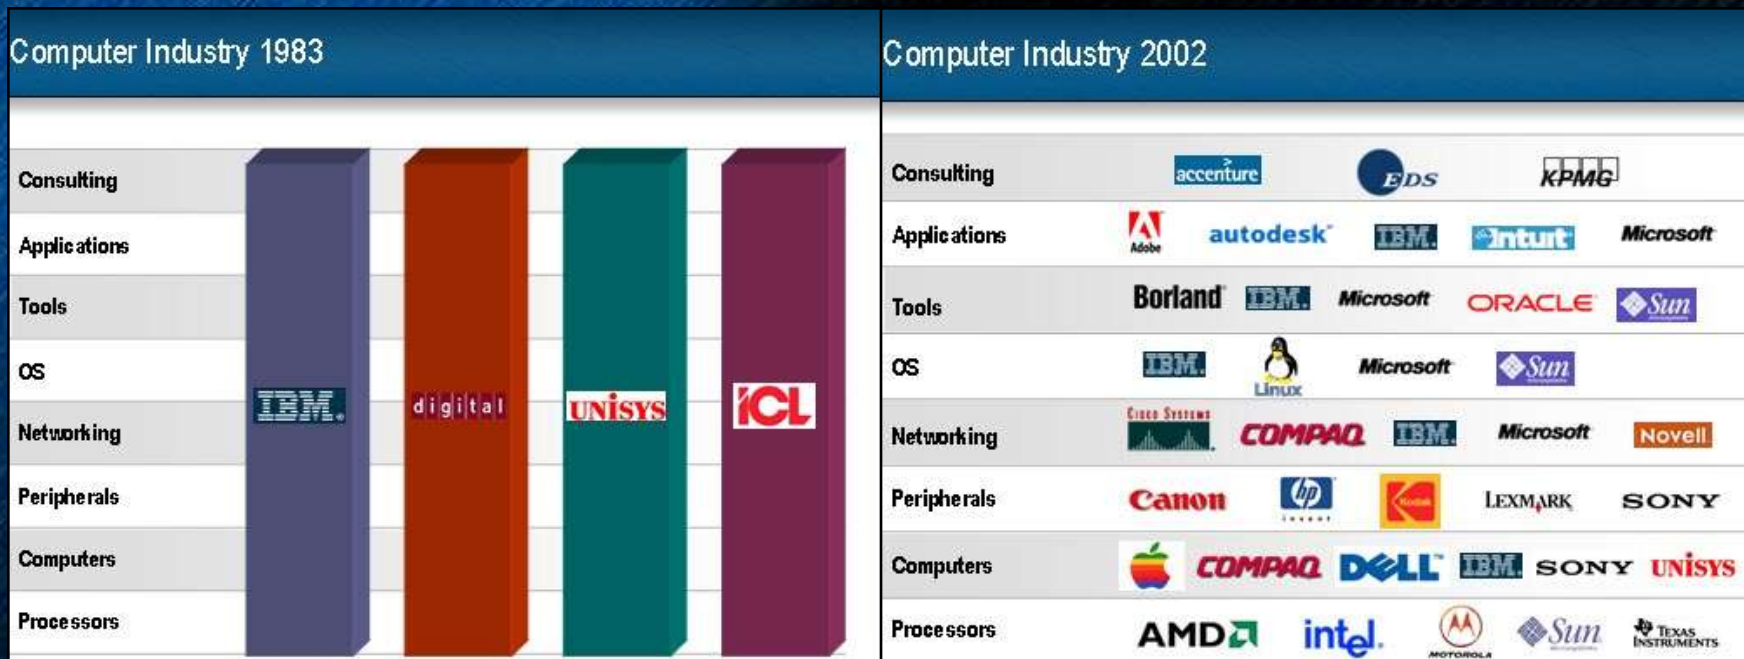 Computer Industry 1983
Consulting
Applications
Tools
OS
Networking
Peripherals
Computers
Processors
IBM.
digital
UNISYS
ICL
Computer Industry 2002
Consulting accenture EDS KPMG
Applications Adobe autodesk IBM. Intuit Microsoft
Tools Borland IBM. Microsoft ORACLE Sun
OS IBM. Linux Microsoft Sun
Networking CISCO SYSTEMS COMPAQ IBM. Microsoft Novell
Peripherals Canon hp invent Kodak LEXMARK SONY
Computers COMPAQ DELL IBM. SONY UNISYS
Processors AMD intel. MOTOROLA Sun TEXAS INSTRUMENTS